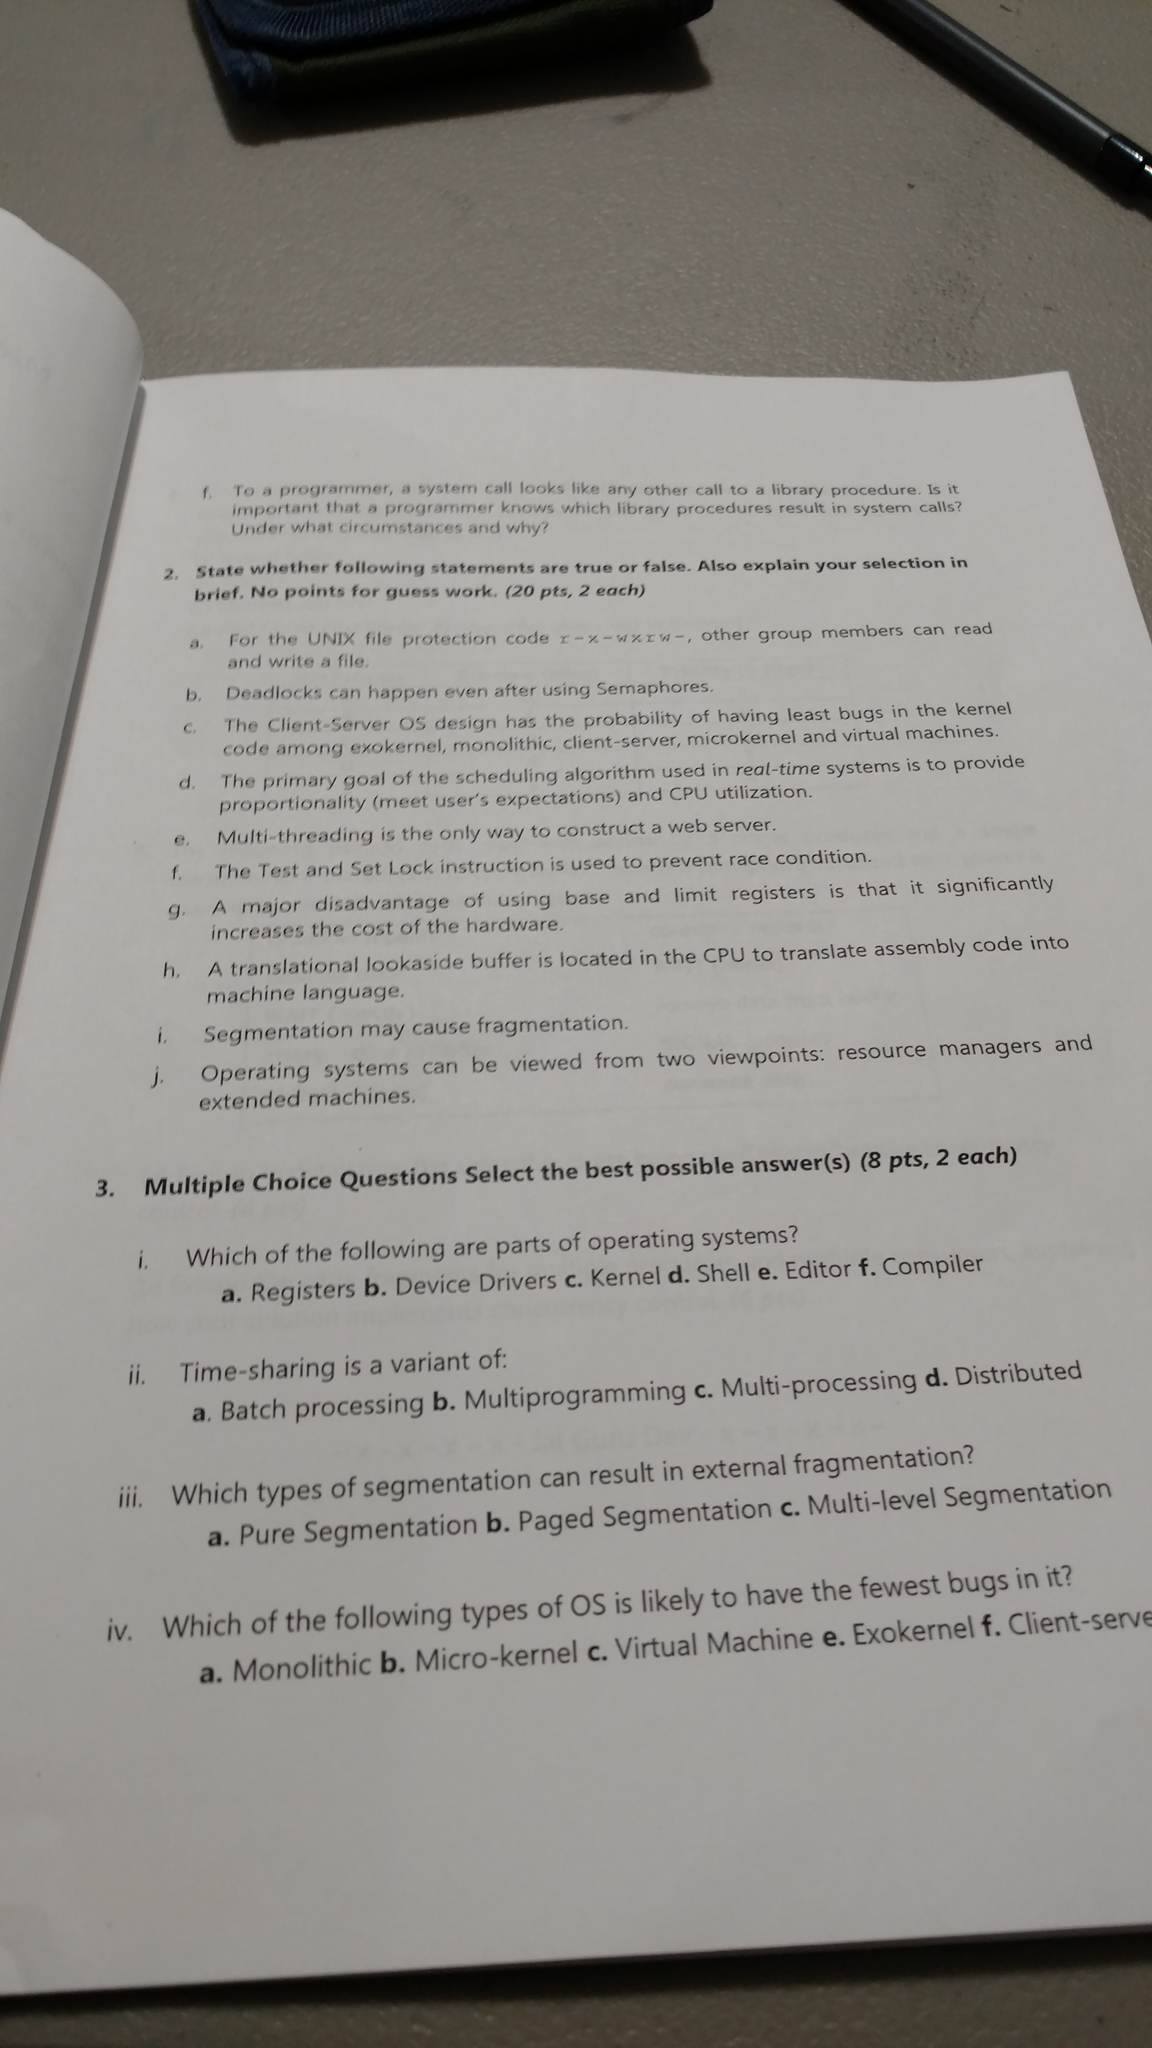 f. To a programmer, a system call looks like any other call to a library procedure. Is it
important that a programmer knows which library procedures result in system calls?
Under what circumstances and why?
2. State whether following statements are true or false. Also explain your selection in
brief. No points for guess work. (20 pts, 2 each)
a. For the UNIX file protection code r-x-wxrw-, other group members can read
and write a file.
b. Deadlocks can happen even after using Semaphores.
c. The Client-Server OS design has the probability of having least bugs in the kernel
code among exokernel, monolithic, client-server, microkernel and virtual machines.
d. The primary goal of the scheduling algorithm used in real-time systems is to provide
proportionality (meet user's expectations) and CPU utilization.
e. Multi-threading is the only way to construct a web server.
f. The Test and Set Lock instruction is used to prevent race condition.
g. A major disadvantage of using base and limit registers is that it significantly
increases the cost of the hardware.
h. A translational lookaside buffer is located in the CPU to translate assembly code into
machine language.
i. Segmentation may cause fragmentation.
j. Operating systems can be viewed from two viewpoints: resource managers and
extended machines.
3. Multiple Choice Questions Select the best possible answer(s) (8 pts, 2 each)
i. Which of the following are parts of operating systems?
a. Registers b. Device Drivers c. Kernel d. Shell e. Editor f. Compiler
ii. Time-sharing is a variant of:
a. Batch processing b. Multiprogramming c. Multi-processing d. Distributed
iii. Which types of segmentation can result in external fragmentation?
a. Pure Segmentation b. Paged Segmentation c. Multi-level Segmentation
iv. Which of the following types of OS is likely to have the fewest bugs in it?
a. Monolithic b. Micro-kernel c. Virtual Machine e. Exokernel f. Client-serve